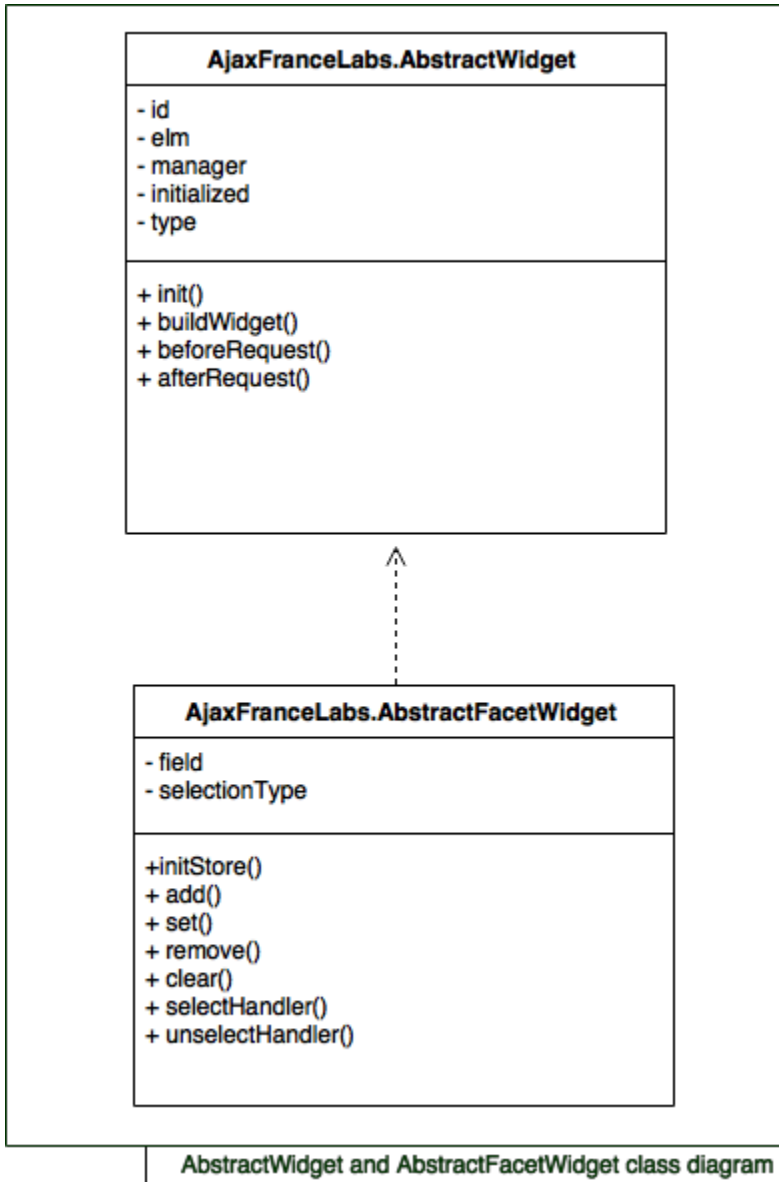 AjaxFranceLabs.AbstractWidget
- id
- elm
- manager
- initialized
- type
+ init()
+ buildWidget()
+ beforeRequest()
+ afterRequest()
AjaxFranceLabs.AbstractFacetWidget
- field
- selectionType
+initStore()
+ add()
+ set()
+ remove()
+ clear()
+ selectHandler()
+ unselectHandler()
AbstractWidget and AbstractFacetWidget class diagram